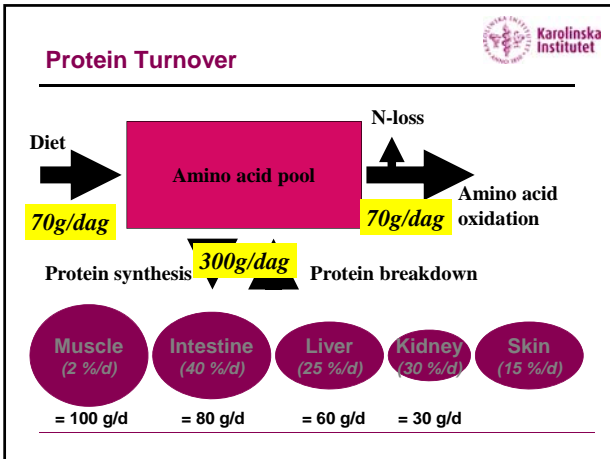 Karolinska
Institutet
Protein Turnover
N-loss
Diet
Amino acid pool
Amino acid
oxidation
70g/dag
70g/dag
300g/dag
Protein synthesis
Protein breakdown
Muscle
(2 %/d)
Intestine
(40 %/d)
Liver
(25 %/d)
Kidney
(30 %/d)
Skin
(15 %/d)
= 100 g/d
= 80 g/d
= 60 g/d
= 30 g/d